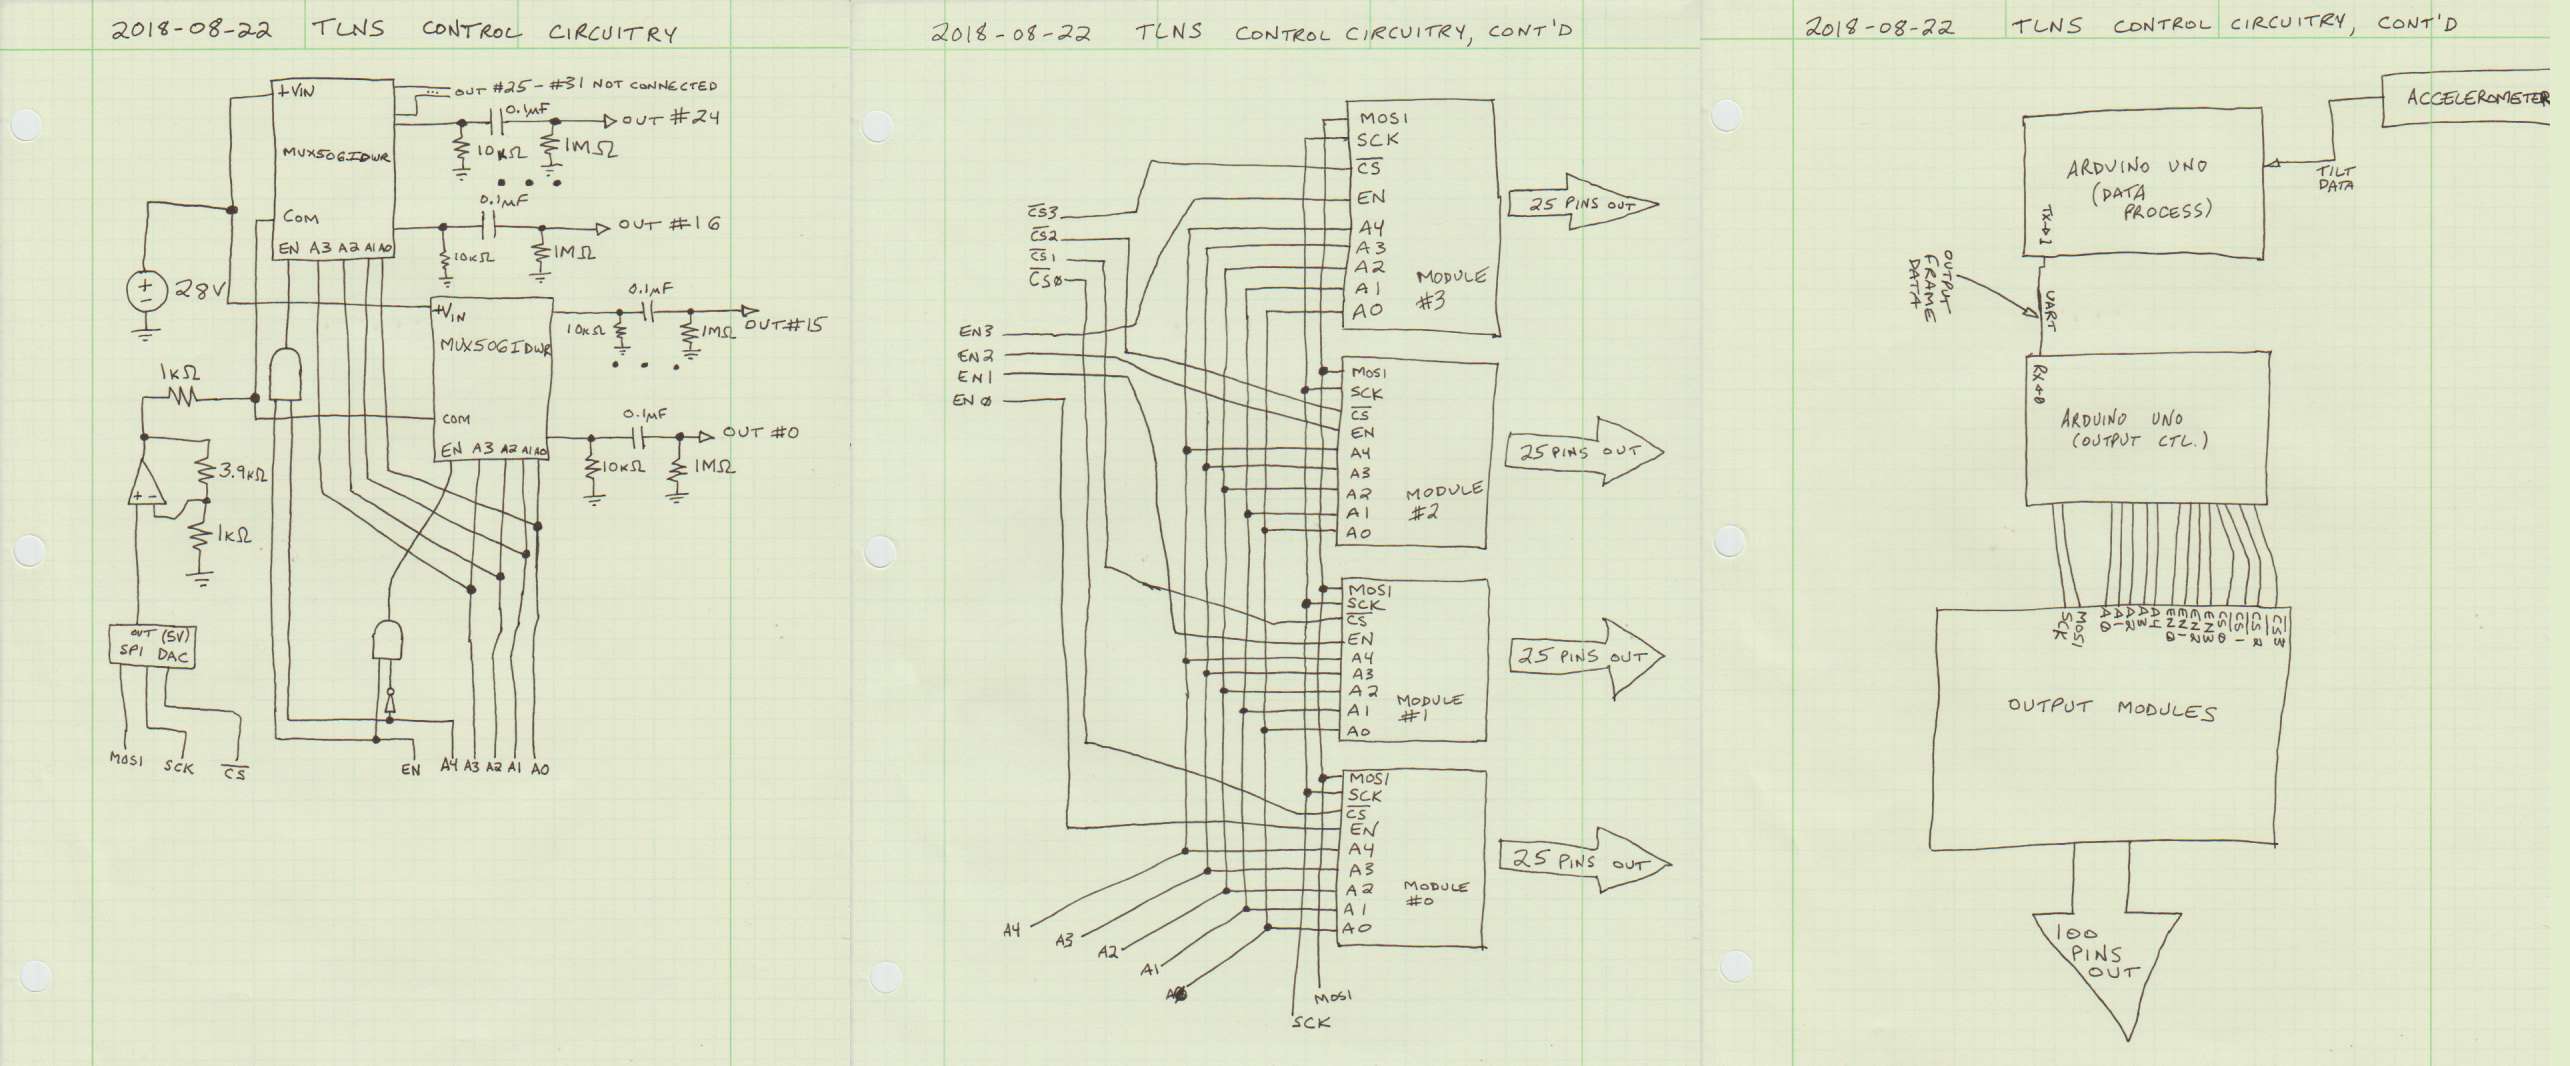 2018-08-22 TLNS CONTROL CIRCUITRY
+VIN
OUT #25 - #31 NOT CONNECTED
0.1µF
OUT #24
MUX506IDWR
10KΩ
1MΩ
0.1µF
COM
OUT #16
EN A3 A2 A1 A0
10KΩ
1MΩ
28V
+
-
+VIN
0.1µF
10KΩ
1MΩ
OUT #15
MUX506IDWR
1KΩ
COM
0.1µF
OUT #0
EN A3 A2 A1 A0
10KΩ
1MΩ
3.9KΩ
+ -
1KΩ
OUT (5V)
SPI DAC
MOSI SCK CS
EN A4 A3 A2 A1 A0
2018-08-22 TLNS CONTROL CIRCUITRY, CONT'D
CS3
CS2
CS1
CS0
EN3
EN2
EN1
EN0
MOSI
SCK
CS
EN
A4
A3
A2
A1
A0
MODULE
#3
25 PINS OUT
MOSI
SCK
CS
EN
A4
A3
A2
A1
A0
MODULE
#2
25 PINS OUT
MOSI
SCK
CS
EN
A4
A3
A2
A1
A0
MODULE
#1
25 PINS OUT
MOSI
SCK
CS
EN
A4
A3
A2
A1
A0
MODULE
#0
25 PINS OUT
A4
A3
A2
A1
A0
MOSI
SCK
2018-08-22 TLNS CONTROL CIRCUITRY, CONT'D
ACCELEROMETER
ARDUINO UNO
(DATA
PROCESS)
TX→1
TILT
DATA
OUTPUT
FRAME
DATA
UART
RX←0
ARDUINO UNO
(OUTPUT CTL.)
SCK
MOSI
A0
A1
A2
A3
A4
EN0
EN1
EN2
EN3
CS0
CS1
CS2
CS3
OUTPUT MODULES
100
PINS
OUT